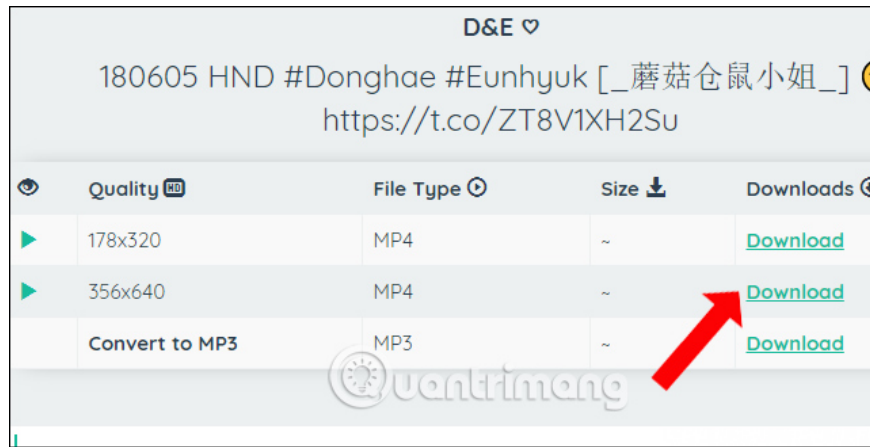 D&E ♡
180605 HND #Donghae #Eunhyuk [_蘑菇仓鼠小姐_]
https://t.co/ZT8V1XH2Su
Quality HD File Type Size Downloads
178x320 MP4 ~ Download
356x640 MP4 ~ Download
Convert to MP3 MP3 ~ Download
Quantrimang